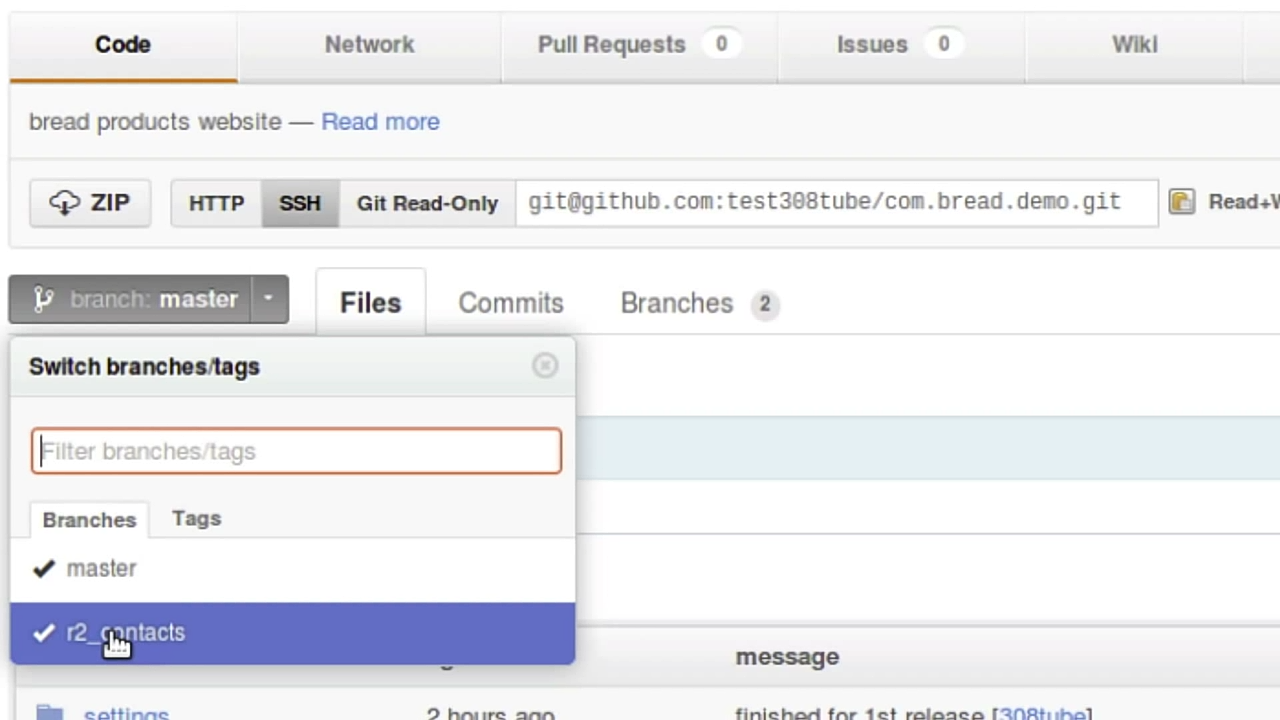 Code Network Pull Requests 0 Issues 0 Wiki
bread products website — Read more
ZIP HTTP SSH Git Read-Only git@github.com:test308tube/com.bread.demo.git
branch: master Files Commits Branches 2
Switch branches/tags
Filter branches/tags
Branches Tags
master
r2_contacts
message
settings 2 hours ago finished for 1st release [308tube]